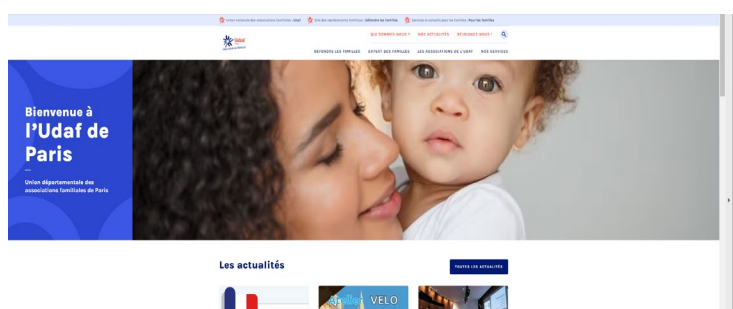 Union nationale des associations familiales : Unaf
Site des représentants familiaux : Défendre les familles
Services et conseils pour les familles : Pour les familles
QUI SOMMES-NOUS ?
NOS ACTUALITÉS
REJOIGNEZ-NOUS !
Udaf
DÉFENDRE LES FAMILLES
EXPERT DES FAMILLES
LES ASSOCIATIONS DE L'UDAF
NOS SERVICES
Bienvenue à
l'Udaf de
Paris
Union départementale des
associations familiales de Paris
Les actualités
TOUTES LES ACTUALITÉS
Atelier VELO